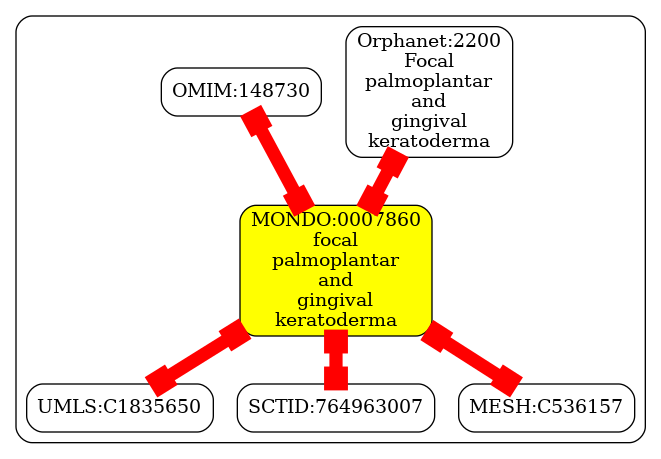 OMIM:148730
Orphanet:2200
Focal
palmoplantar
and
gingival
keratoderma
MONDO:0007860
focal
palmoplantar
and
gingival
keratoderma
UMLS:C1835650
SCTID:764963007
MESH:C536157